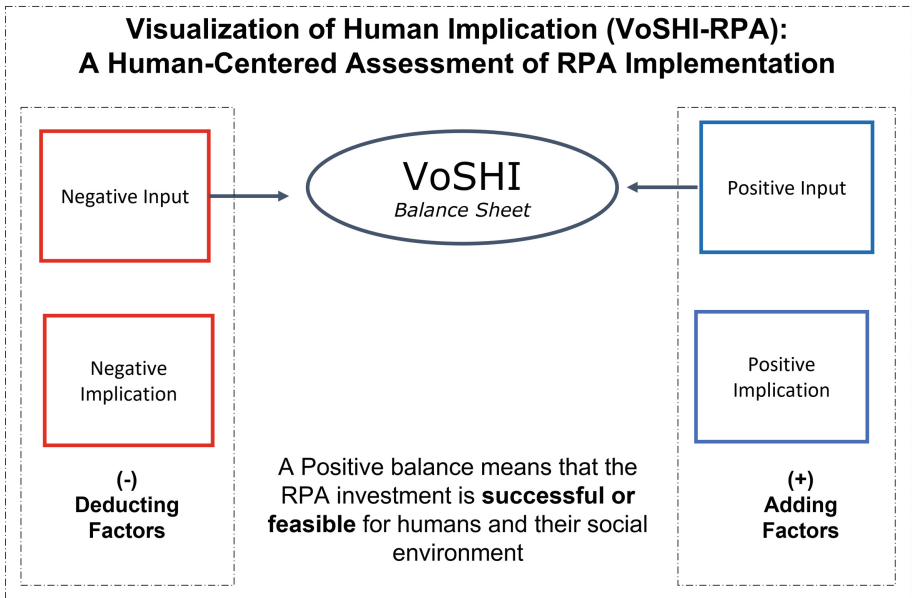 Visualization of Human Implication (VoSHI-RPA):
A Human-Centered Assessment of RPA Implementation
Negative Input
Negative
Implication
(-)
Deducting
Factors
VoSHI
Balance Sheet
A Positive balance means that the
RPA investment is successful or
feasible for humans and their social
environment
Positive Input
Positive
Implication
(+)
Adding
Factors